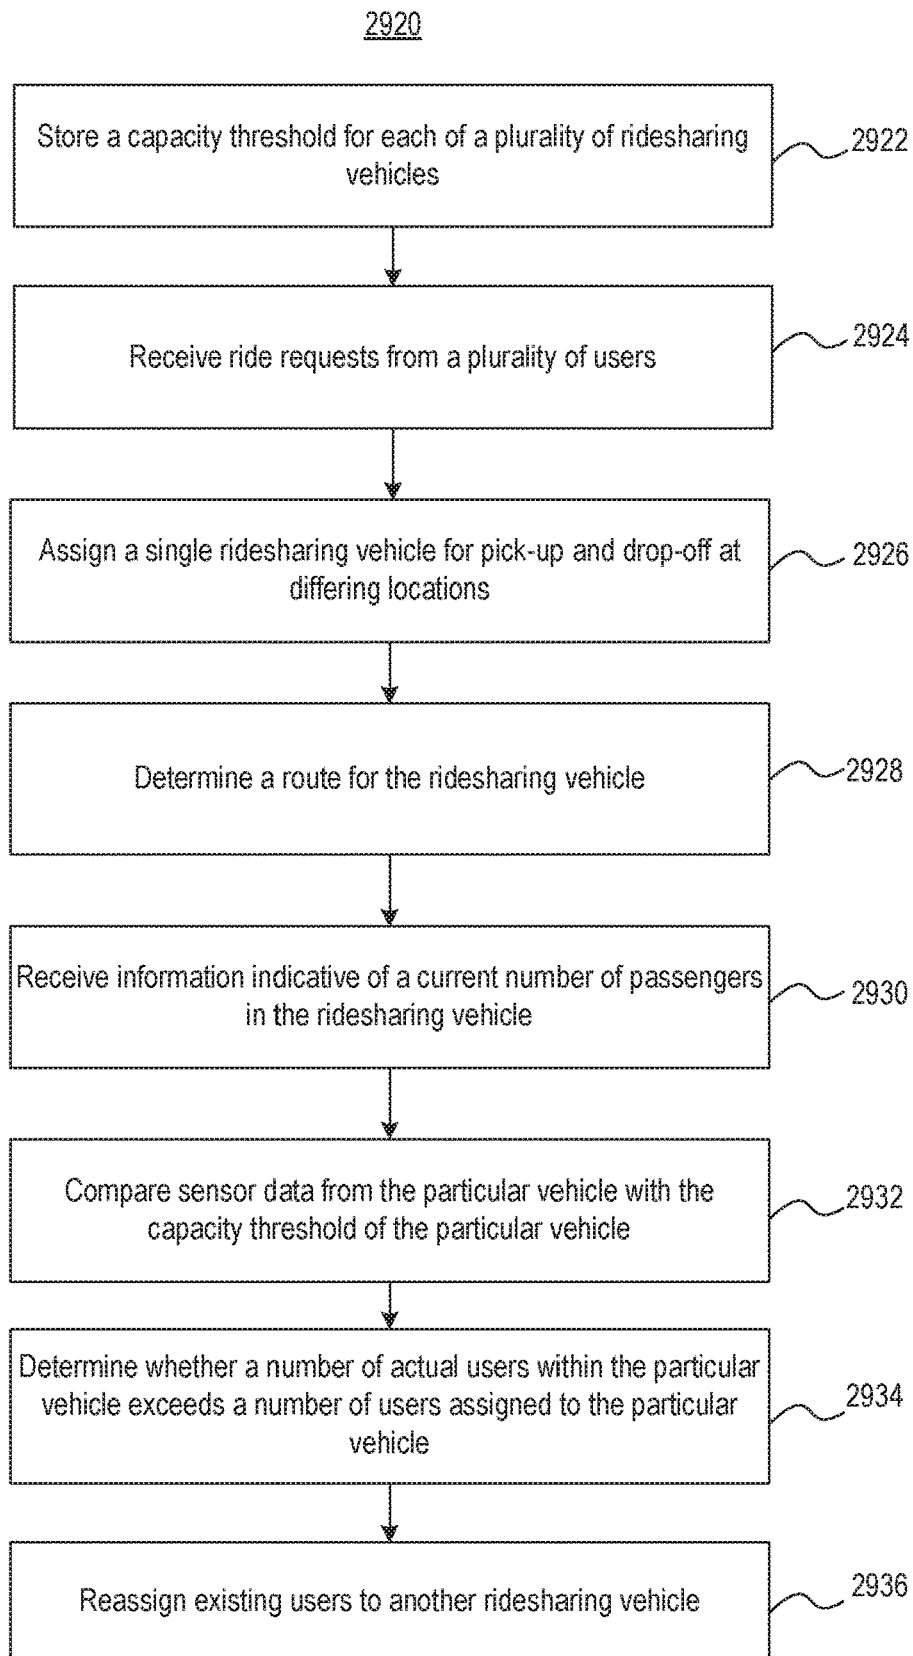 2920
Store a capacity threshold for each of a plurality of ridesharing
vehicles
2922
Receive ride requests from a plurality of users
2924
Assign a single ridesharing vehicle for pick-up and drop-off at
differing locations
2926
Determine a route for the ridesharing vehicle
2928
Receive information indicative of a current number of passengers
in the ridesharing vehicle
2930
Compare sensor data from the particular vehicle with the
capacity threshold of the particular vehicle
2932
Determine whether a number of actual users within the particular
vehicle exceeds a number of users assigned to the particular
vehicle
2934
Reassign existing users to another ridesharing vehicle
2936